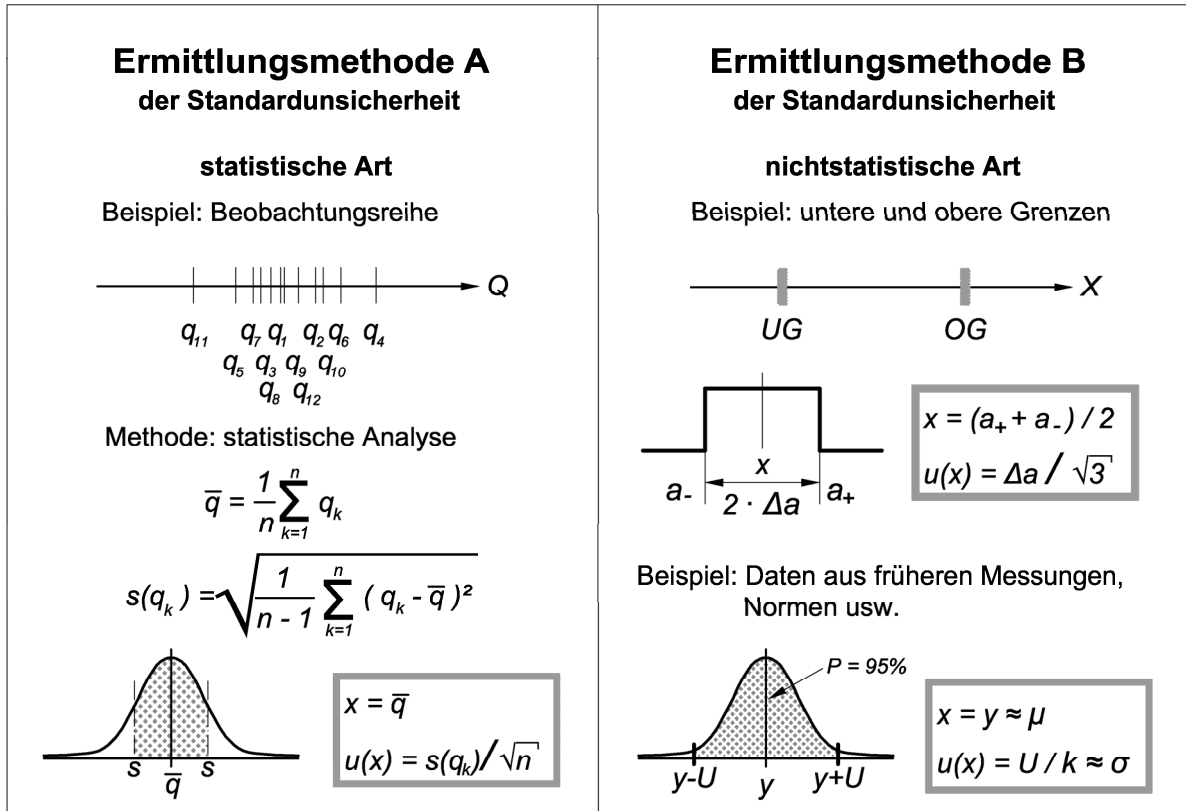 Ermittlungsmethode A
der Standardunsicherheit
statistische Art
Beispiel: Beobachtungsreihe
Q
q₁₁ q₇ q₁ q₂ q₆ q₄
q₅ q₃ q₉ q₁₀
q₈ q₁₂
Methode: statistische Analyse
q̅ = 1/n ∑ₖ₌₁ⁿ qₖ
s(qₖ) = √(1/(n - 1) ∑ₖ₌₁ⁿ (qₖ - q̅)²)
s q̅ s
x = q̅
u(x) = s(qₖ)/√n
Ermittlungsmethode B
der Standardunsicherheit
nichtstatistische Art
Beispiel: untere und obere Grenzen
X
UG OG
x
a₋ 2 · Δa a₊
x = (a₊ + a₋) / 2
u(x) = Δa / √3
Beispiel: Daten aus früheren Messungen,
Normen usw.
P = 95%
y-U y y+U
x = y ≈ μ
u(x) = U / k ≈ σ